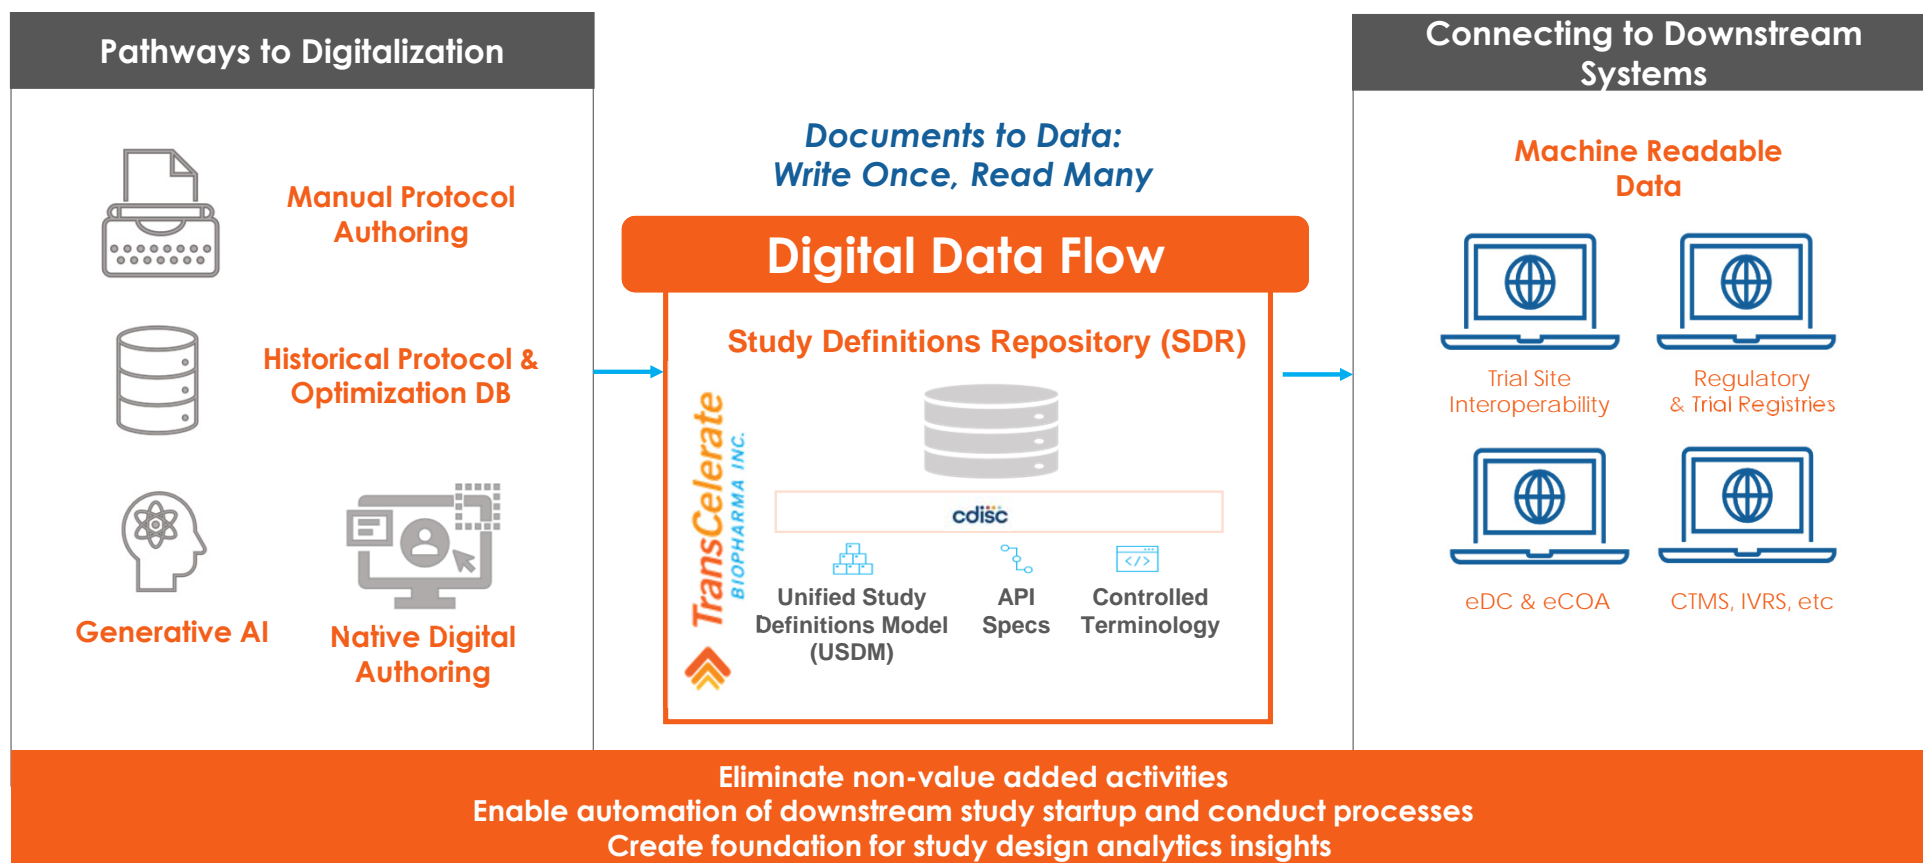 Pathways to Digitalization
Manual Protocol
Authoring
Historical Protocol &
Optimization DB
Generative AI
Native Digital
Authoring
Documents to Data:
Write Once, Read Many
Digital Data Flow
Study Definitions Repository (SDR)
TransCelerate
BIOPHARMA INC.
cdisc
</>
Unified Study
Definitions Model
(USDM)
API
Specs
Controlled
Terminology
Connecting to Downstream
Systems
Machine Readable
Data
Trial Site
Interoperability
Regulatory
& Trial Registries
eDC & eCOA
CTMS, IVRS, etc
Eliminate non-value added activities
Enable automation of downstream study startup and conduct processes
Create foundation for study design analytics insights